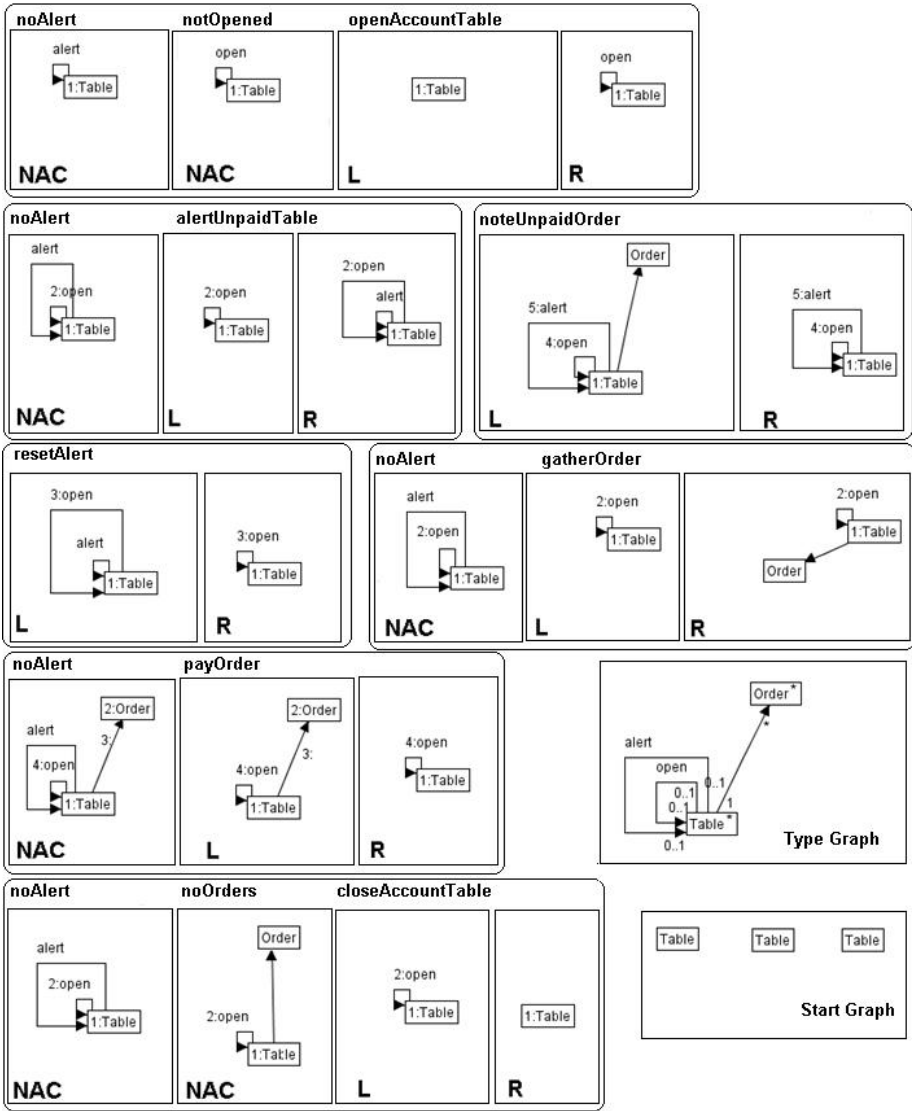 noAlert notOpened openAccountTable
alert
1:Table
NAC
open
1:Table
NAC
1:Table
L
open
1:Table
R
noAlert alertUnpaidTable
alert
2:open
1:Table
NAC
2:open
1:Table
L
2:open
alert
1:Table
R
noteUnpaidOrder
Order
5:alert
4:open
1:Table
L
5:alert
4:open
1:Table
R
resetAlert
3:open
alert
1:Table
L
3:open
1:Table
R
noAlert gatherOrder
alert
2:open
1:Table
NAC
2:open
1:Table
L
2:open
1:Table
Order
R
noAlert payOrder
2:Order
alert
3:
4:open
1:Table
NAC
2:Order
3:
4:open
1:Table
L
4:open
1:Table
R
Order*
*
alert
open
0..1
0..1
0..1
1
Table*
0..1
Type Graph
noAlert noOrders closeAccountTable
alert
2:open
1:Table
NAC
Order
2:open
1:Table
NAC
2:open
1:Table
L
1:Table
R
Table Table Table
Start Graph